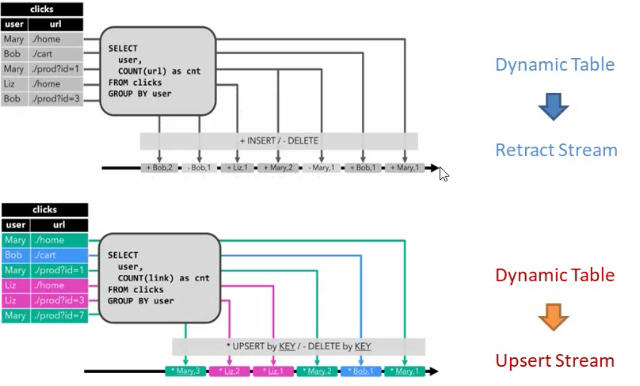 clicks
user url
Mary ./home
Bob ./cart
Mary ./prod?id=1
Liz ./home
Bob ./prod?id=3
SELECT
user,
COUNT(url) as cnt
FROM clicks
GROUP BY user
+ INSERT / - DELETE
+ Bob,2 - Bob,1 + Liz,1 + Mary,2 - Mary,1 + Bob,1 + Mary,1
Dynamic Table
Retract Stream
clicks
user url
Mary ./home
Bob ./cart
Mary ./prod?id=1
Liz ./home
Liz ./prod?id=3
Mary ./prod?id=7
SELECT
user,
COUNT(link) as cnt
FROM clicks
GROUP BY user
* UPSERT by KEY / - DELETE by KEY
* Mary,3 * Liz,2 * Liz,1 * Mary,2 * Bob,1 * Mary,1
Dynamic Table
Upsert Stream